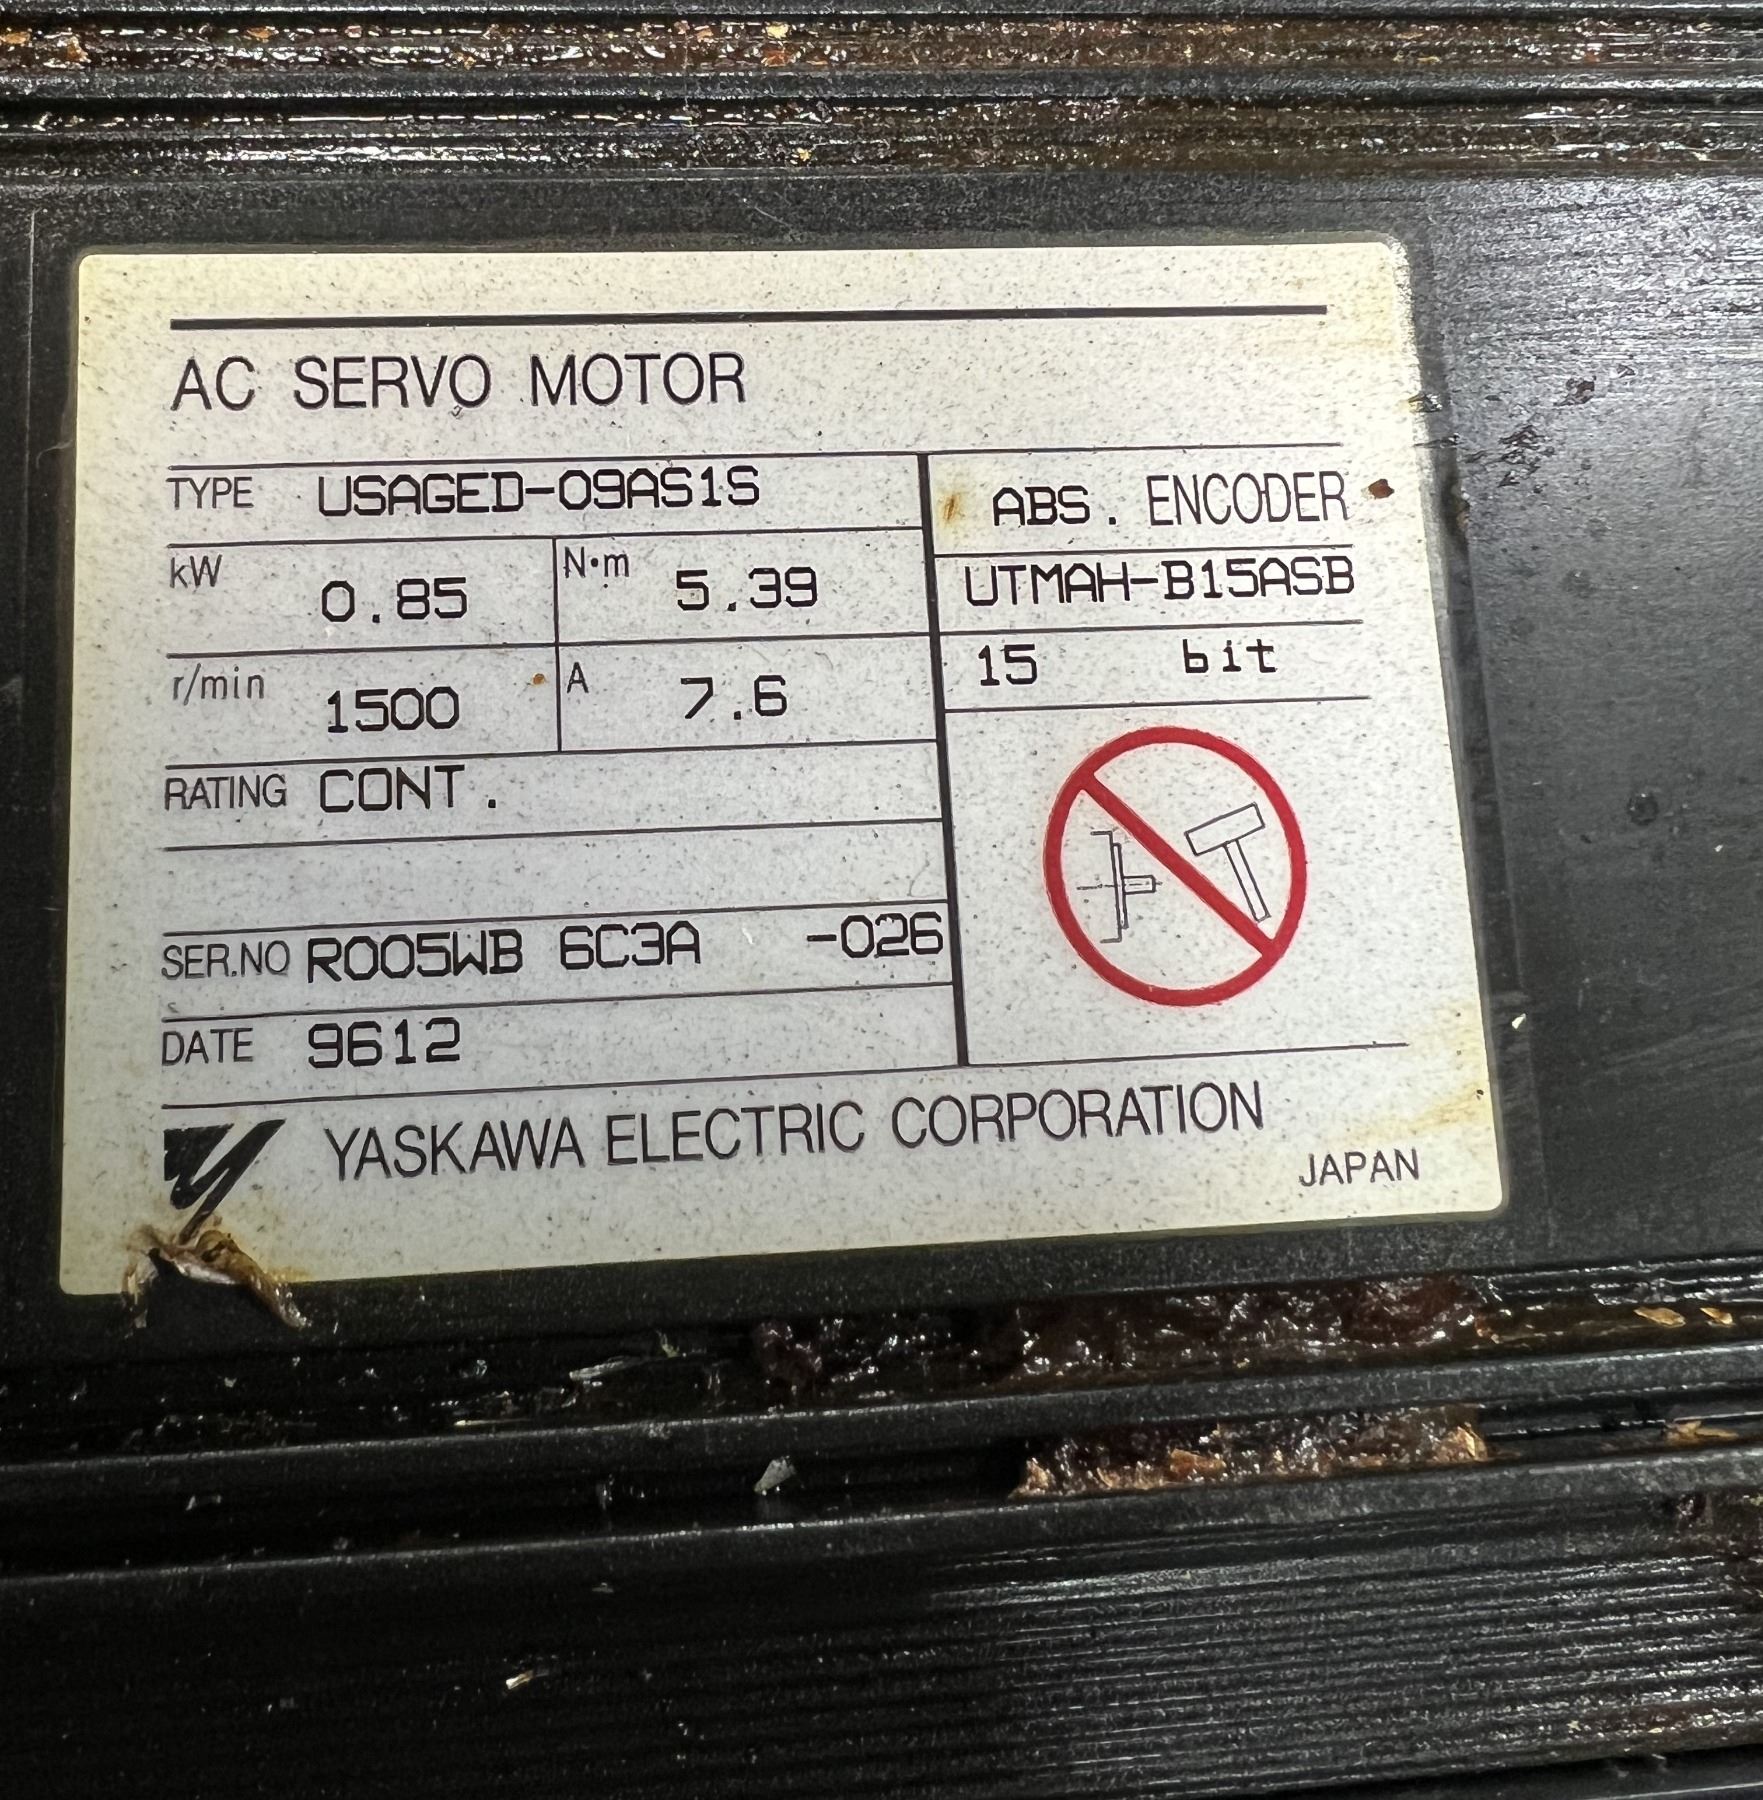 AC SERVO MOTOR
TYPE USAGED-09AS1S
kW 0.85 N·m 5.39
r/min 1500 A 7.6
RATING CONT.
SER.NO R005WB 6C3A -026
DATE 9612
ABS. ENCODER
UTMAH-B15ASB
15 bit
YASKAWA ELECTRIC CORPORATION
JAPAN